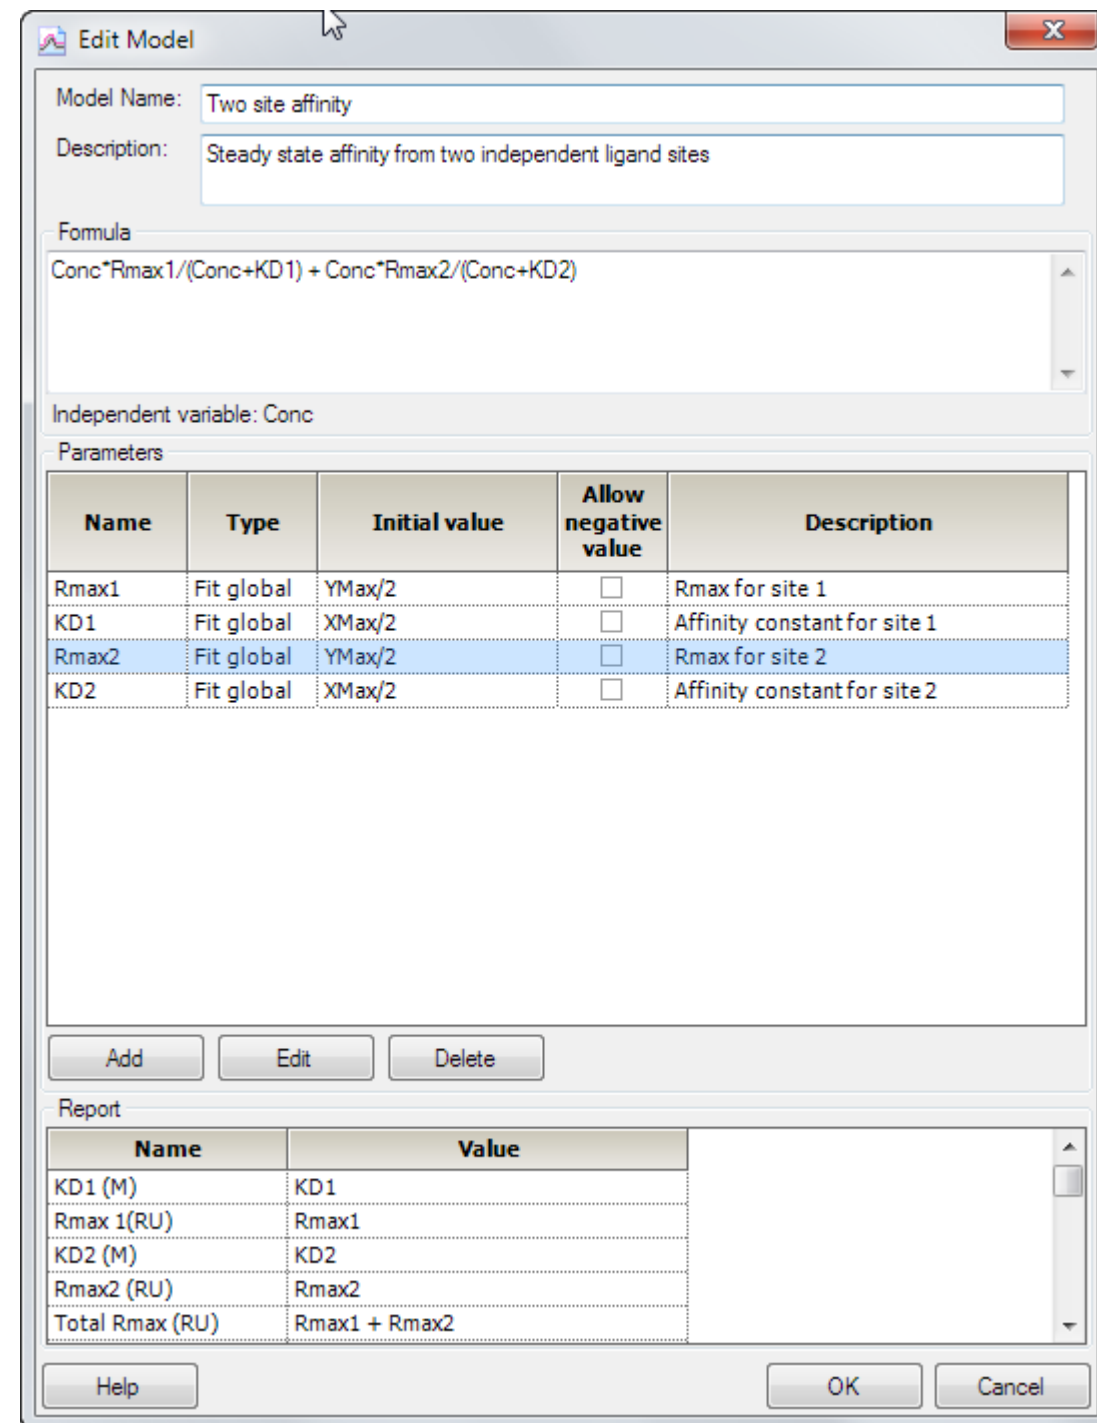 Edit Model
Model Name: Two site affinity
Description: Steady state affinity from two independent ligand sites
Formula
Conc*Rmax1/(Conc+KD1) + Conc*Rmax2/(Conc+KD2)
Independent variable: Conc
Parameters
Name Type Initial value Allow negative value Description
Rmax1 Fit global YMax/2 Rmax for site 1
KD1 Fit global XMax/2 Affinity constant for site 1
Rmax2 Fit global YMax/2 Rmax for site 2
KD2 Fit global XMax/2 Affinity constant for site 2
Add Edit Delete
Report
Name Value
KD1 (M) KD1
Rmax 1(RU) Rmax1
KD2 (M) KD2
Rmax2 (RU) Rmax2
Total Rmax (RU) Rmax1 + Rmax2
Help OK Cancel